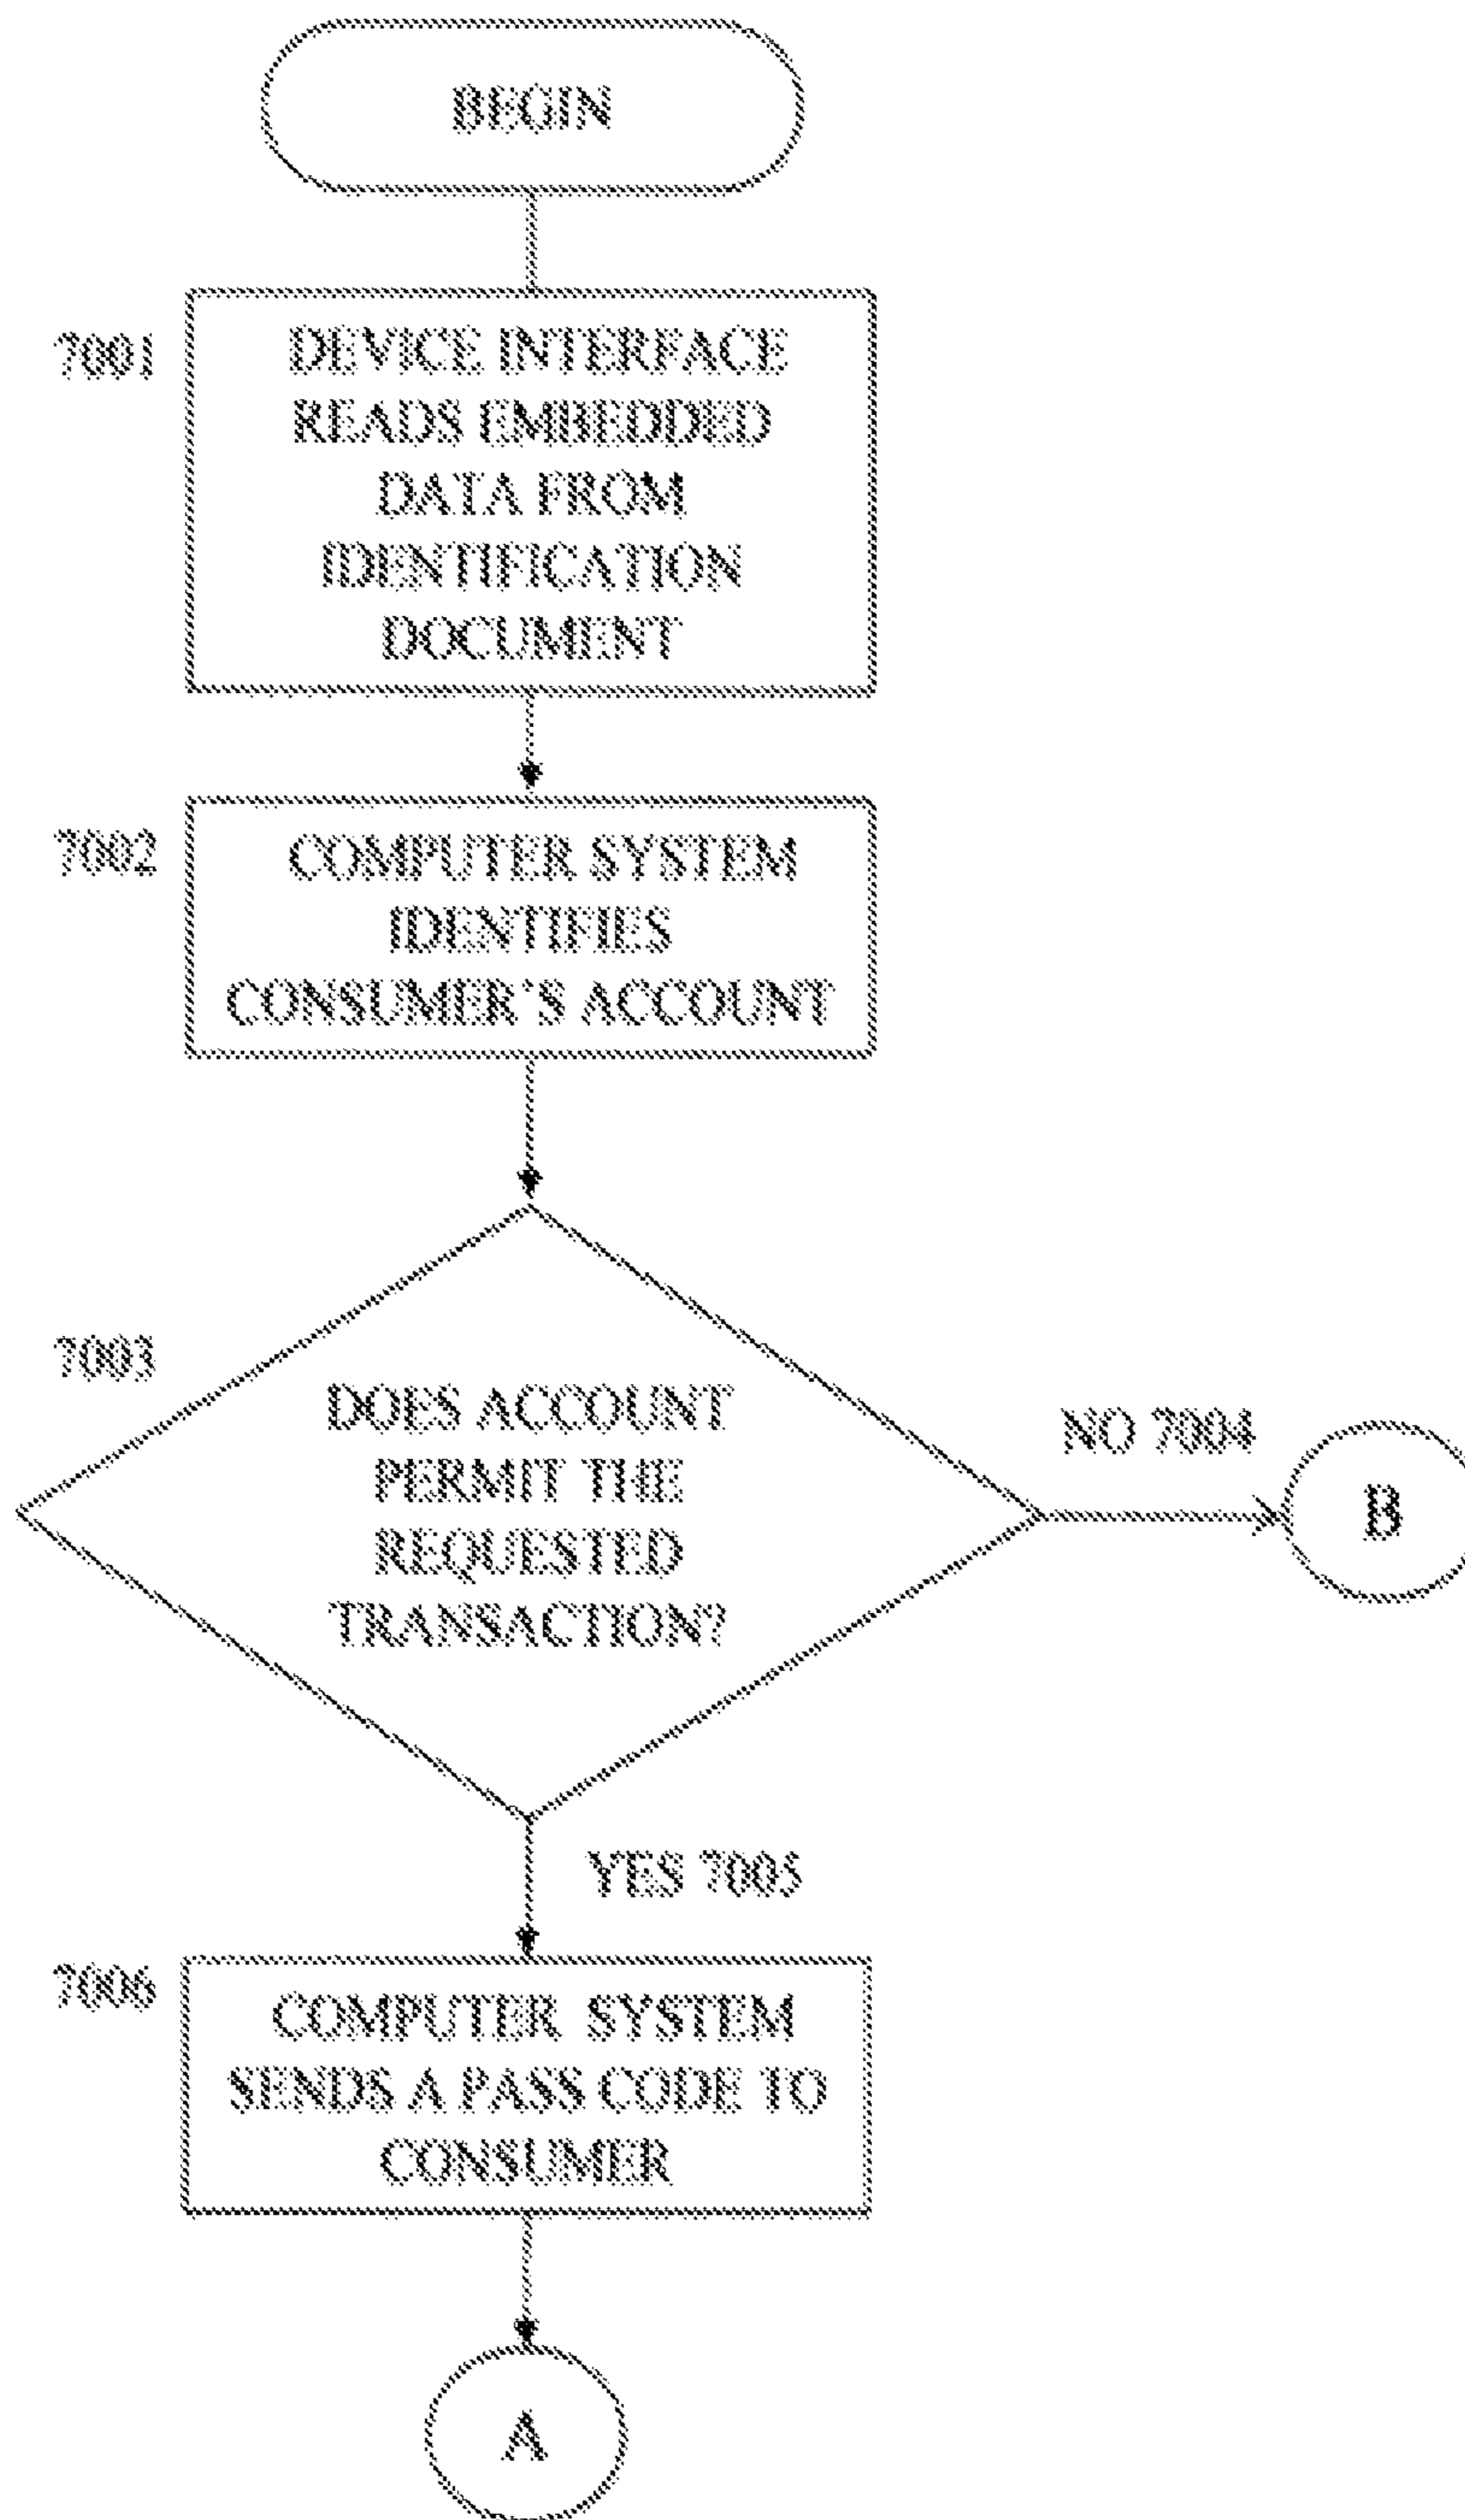 BEGIN
7001
DEVICE INTERFACE
READS EMBEDDED
DATA FROM
IDENTIFICATION
DOCUMENT
7002
COMPUTER SYSTEM
IDENTIFIES
CONSUMER'S ACCOUNT
7003
DOES ACCOUNT
PERMIT THE
REQUESTED
TRANSACTION?
NO 7004
B
YES 7005
7006
COMPUTER SYSTEM
SENDS A PASS CODE TO
CONSUMER
A